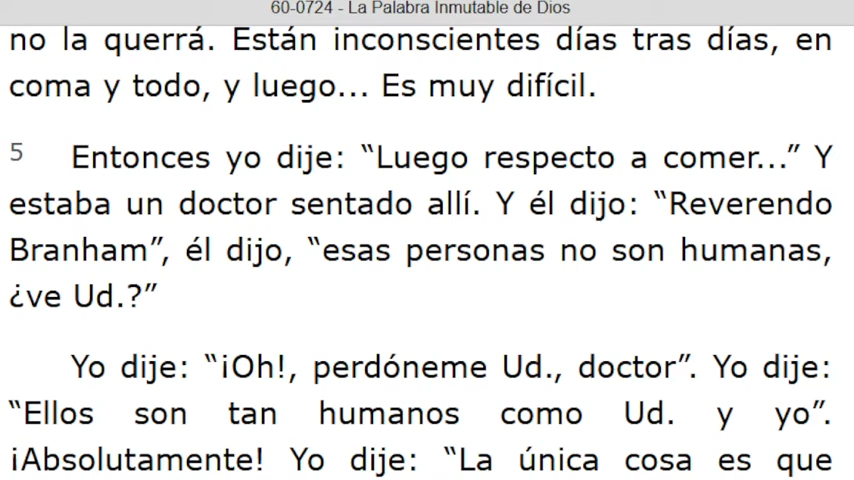 60-0724 - La Palabra Inmutable de Dios
no la querrá. Están inconscientes días tras días, en
coma y todo, y luego... Es muy difícil.
5 Entonces yo dije: “Luego respecto a comer...” Y
estaba un doctor sentado allí. Y él dijo: “Reverendo
Branham”, él dijo, “esas personas no son humanas,
¿ve Ud.?”
Yo dije: “¡Oh!, perdóneme Ud., doctor”. Yo dije:
“Ellos son tan humanos como Ud. y yo”.
¡Absolutamente! Yo dije: “La única cosa es que